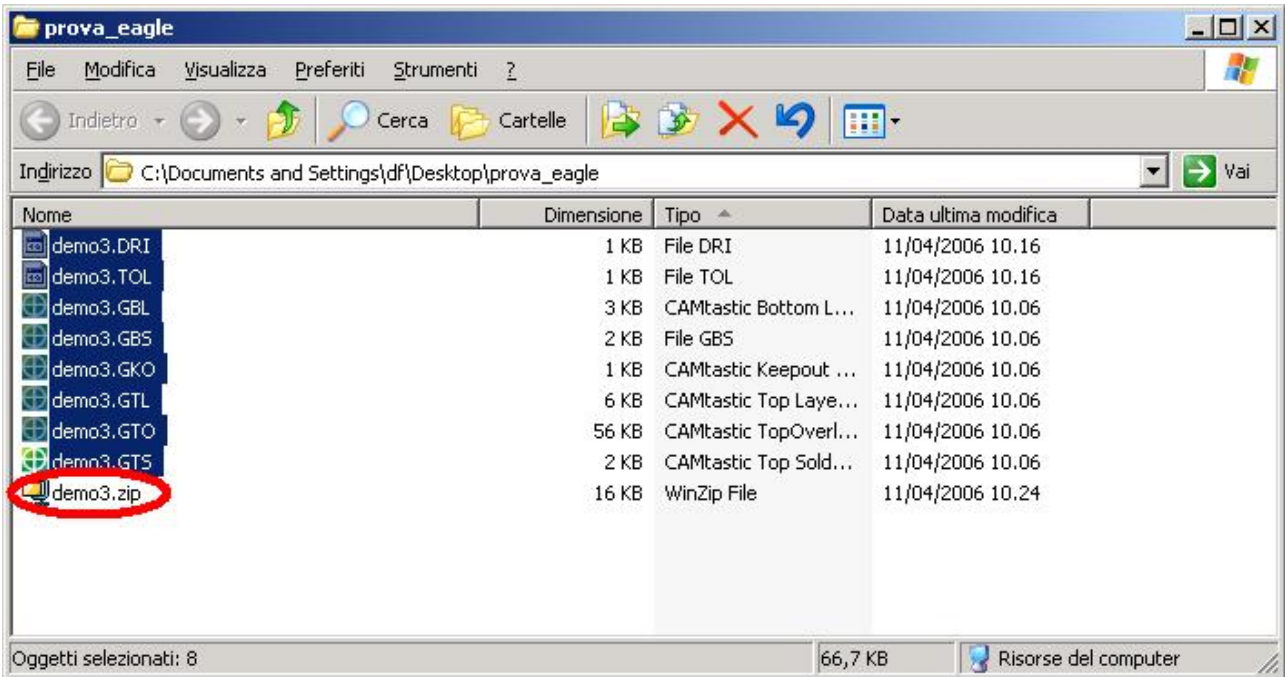 prova_eagle
File Modifica Visualizza Preferiti Strumenti ?
Indietro Cerca Cartelle
Indirizzo C:\Documents and Settings\df\Desktop\prova_eagle Vai
Nome Dimensione Tipo Data ultima modifica
demo3.DRI 1 KB File DRI 11/04/2006 10.16
demo3.TOL 1 KB File TOL 11/04/2006 10.16
demo3.GBL 3 KB CAMtastic Bottom L... 11/04/2006 10.06
demo3.GBS 2 KB File GBS 11/04/2006 10.06
demo3.GKO 1 KB CAMtastic Keepout ... 11/04/2006 10.06
demo3.GTL 6 KB CAMtastic Top Laye... 11/04/2006 10.06
demo3.GTO 56 KB CAMtastic TopOverl... 11/04/2006 10.06
demo3.GTS 2 KB CAMtastic Top Sold... 11/04/2006 10.06
demo3.zip 16 KB WinZip File 11/04/2006 10.24
Oggetti selezionati: 8 66,7 KB Risorse del computer